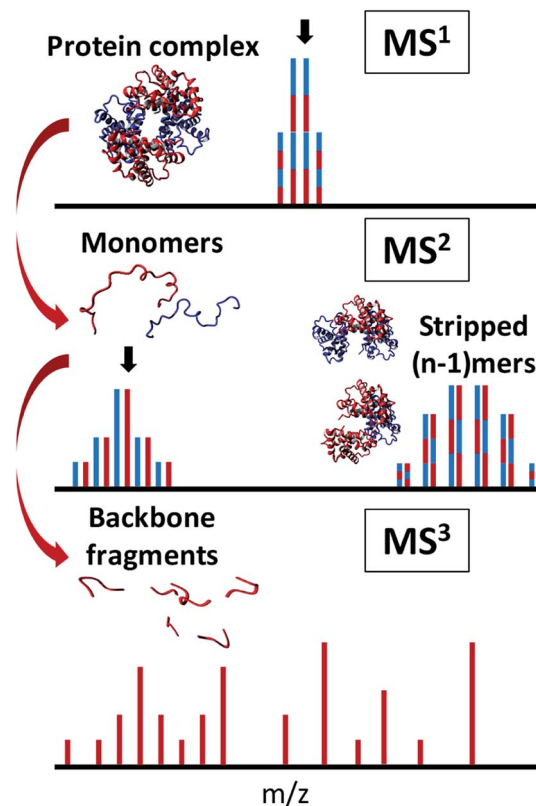 Protein complex
MS¹
Monomers
MS²
Stripped
(n-1)mers
Backbone
fragments
MS³
m/z